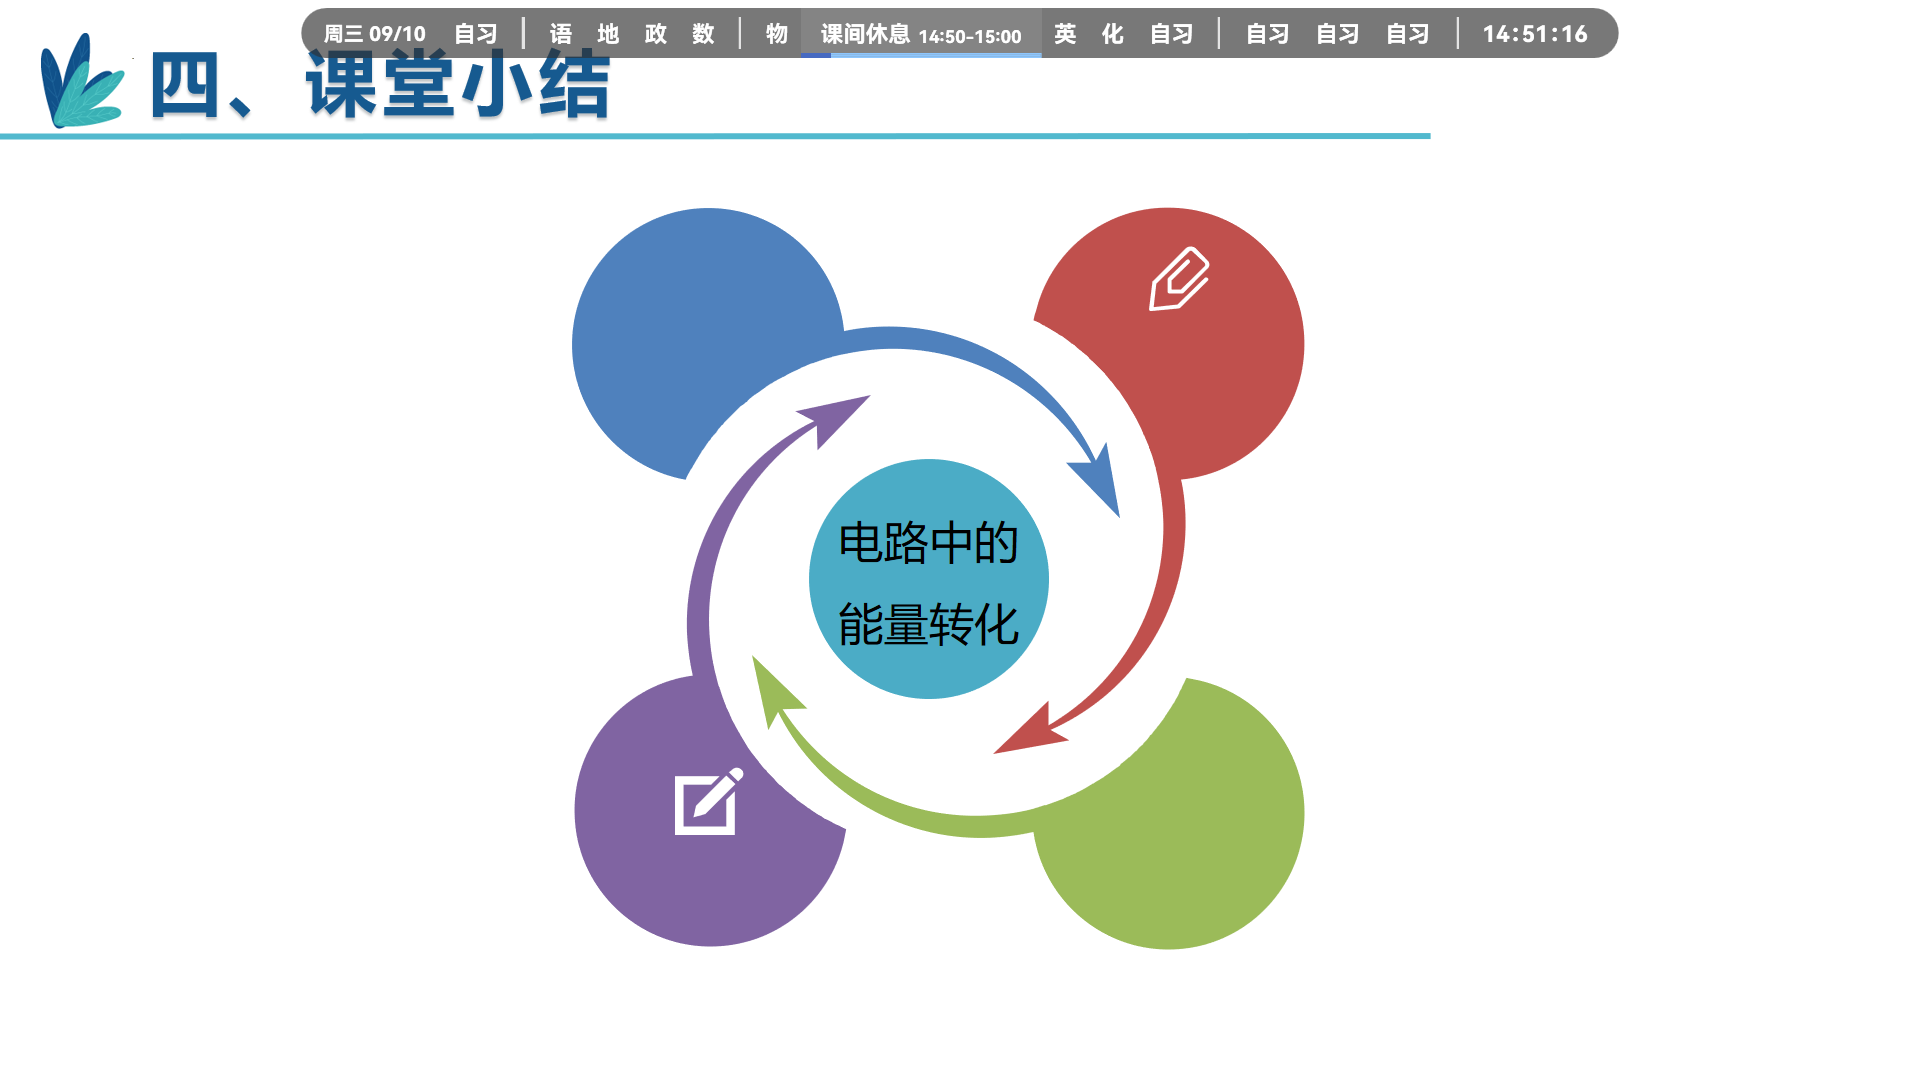 周三 09/10 自习 语 地 政 数 物 课间休息 14:50-15:00 英 化 自习 自习 自习 自习 14:51:16
四、课堂小结
电路中的
能量转化